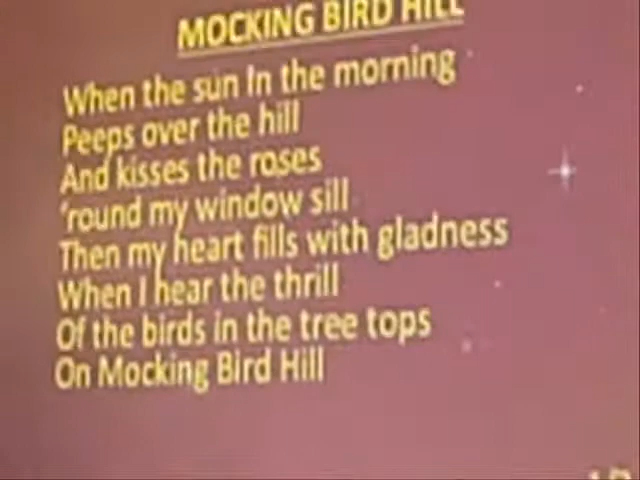 MOCKING BIRD HILL
When the sun In the morning
Peeps over the hill
And kisses the roses
'round my window sill
Then my heart fills with gladness
When I hear the thrill
Of the birds in the tree tops
On Mocking Bird Hill